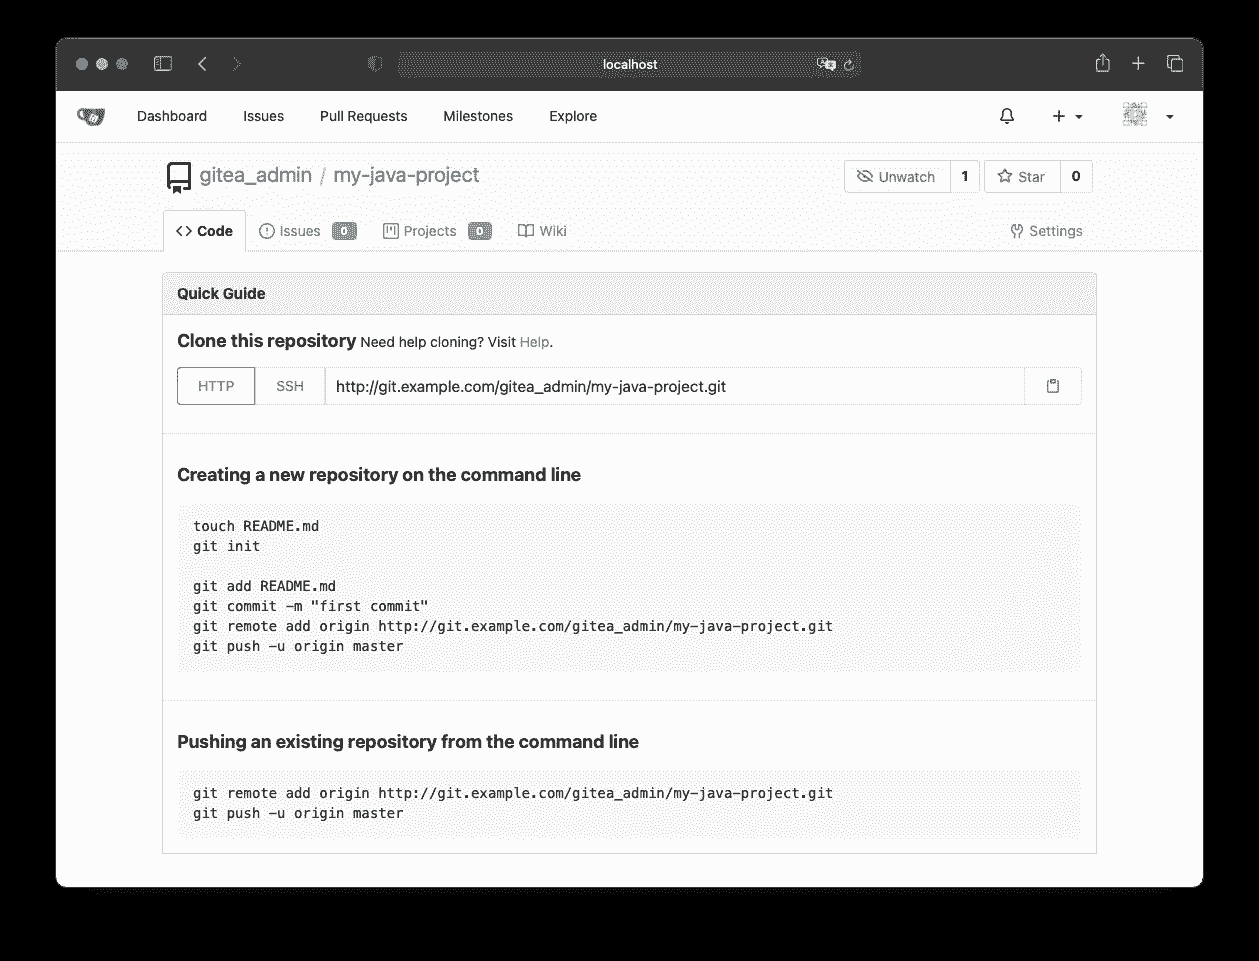 localhost
Dashboard Issues Pull Requests Milestones Explore
gitea_admin / my-java-project
Unwatch 1 Star 0
Code Issues 0 Projects 0 Wiki Settings
Quick Guide
Clone this repository Need help cloning? Visit Help.
HTTP SSH http://git.example.com/gitea_admin/my-java-project.git
Creating a new repository on the command line
touch README.md
git init
git add README.md
git commit -m "first commit"
git remote add origin http://git.example.com/gitea_admin/my-java-project.git
git push -u origin master
Pushing an existing repository from the command line
git remote add origin http://git.example.com/gitea_admin/my-java-project.git
git push -u origin master